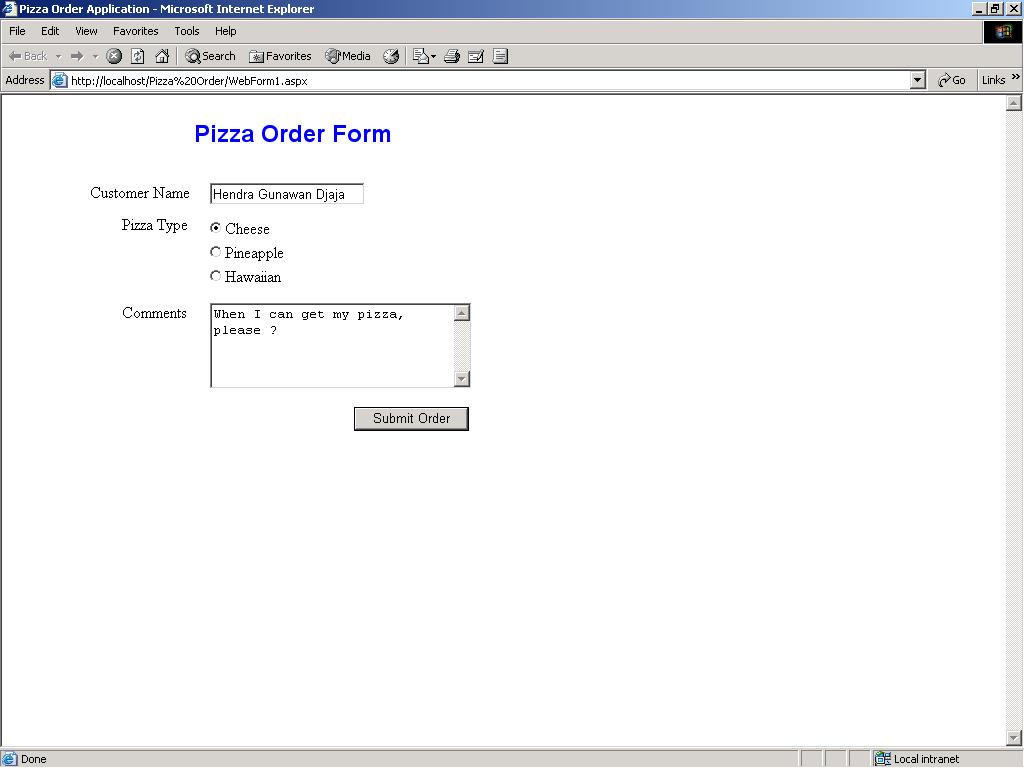 Pizza Order Application - Microsoft Internet Explorer
File Edit View Favorites Tools Help
Back Search Favorites Media
Address http://localhost/Pizza%20Order/WebForm1.aspx Go Links »
Pizza Order Form
Customer Name Hendra Gunawan Djaja
Pizza Type Cheese
Pineapple
Hawaiian
Comments When I can get my pizza,
please ?
Submit Order
Done Local intranet